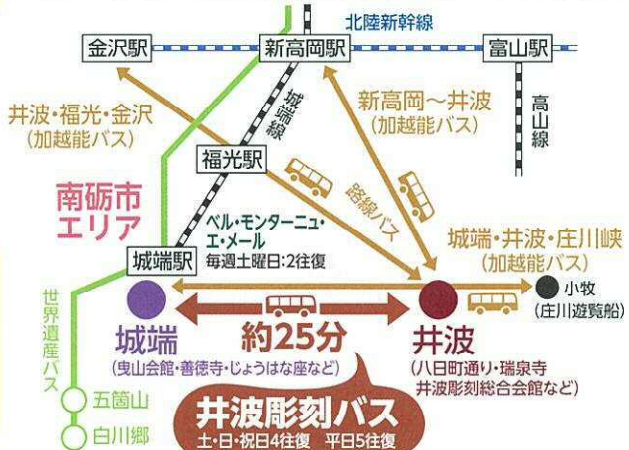 北陸新幹線
金沢駅
新高岡駅
富山駅
井波・福光・金沢
(加越能バス)
城端線
新高岡～井波
(加越能バス)
高山線
福光駅
南砺市
エリア
路線バス
ベル・モンターニュ・
エ・メール
毎週土曜日:2往復
城端・井波・庄川峡
(加越能バス)
城端駅
小牧
(庄川遊覧船)
世界遺産バス
城端
(曳山会館・善徳寺・じょうはな座など)
約25分
井波
(八日町通り・瑞泉寺
井波彫刻総合会館など)
五箇山
白川郷
井波彫刻バス
土・日・祝日4往復 平日5往復